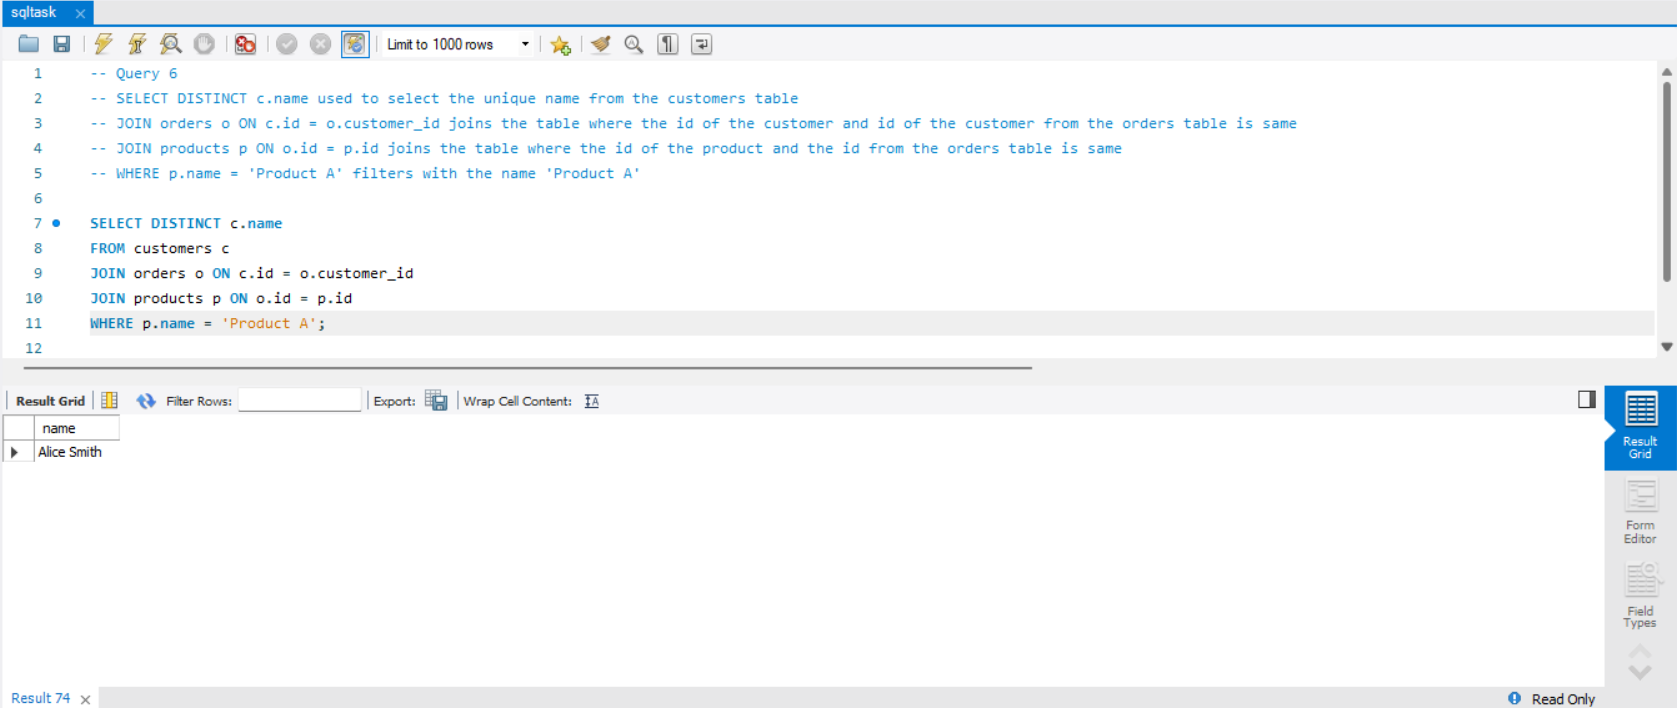 sqltask
Limit to 1000 rows
1 -- Query 6
2 -- SELECT DISTINCT c.name used to select the unique name from the customers table
3 -- JOIN orders o ON c.id = o.customer_id joins the table where the id of the customer and id of the customer from the orders table is same
4 -- JOIN products p ON o.id = p.id joins the table where the id of the product and the id from the orders table is same
5 -- WHERE p.name = 'Product A' filters with the name 'Product A'
6
7 SELECT DISTINCT c.name
8 FROM customers c
9 JOIN orders o ON c.id = o.customer_id
10 JOIN products p ON o.id = p.id
11 WHERE p.name = 'Product A';
12
Result Grid Filter Rows: Export: Wrap Cell Content:
name
Alice Smith
Result
Grid
Form
Editor
Field
Types
Result 74 Read Only